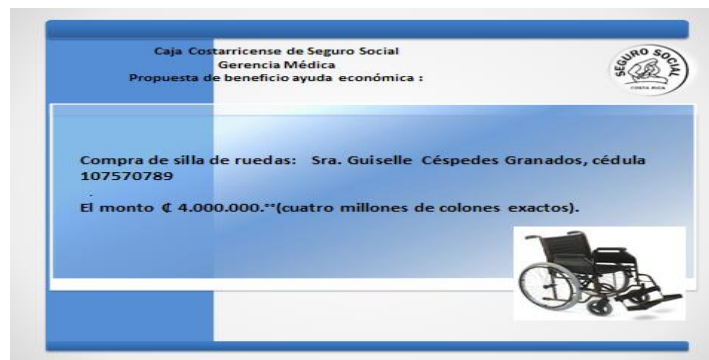 Caja Costarricense de Seguro Social
Gerencia Médica
Propuesta de beneficio ayuda económica :
SEGURO SOCIAL
COSTA RICA
Compra de silla de ruedas: Sra. Guiselle Céspedes Granados, cédula
107570789
.
El monto ₡ 4.000.000.°°(cuatro millones de colones exactos).